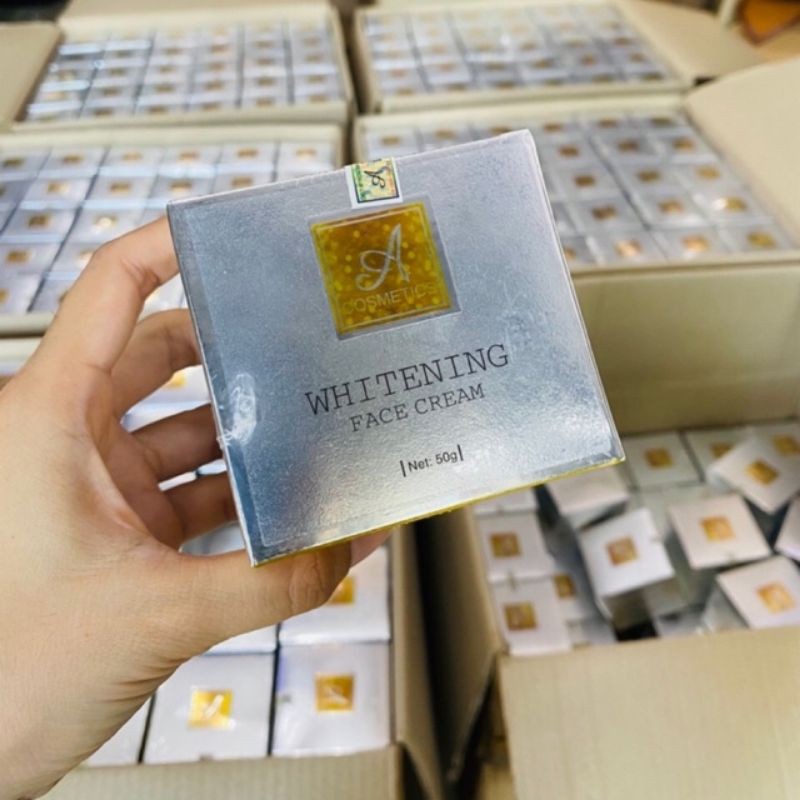 A
A
COSMETICS
WHITENING
FACE CREAM
Net: 50g